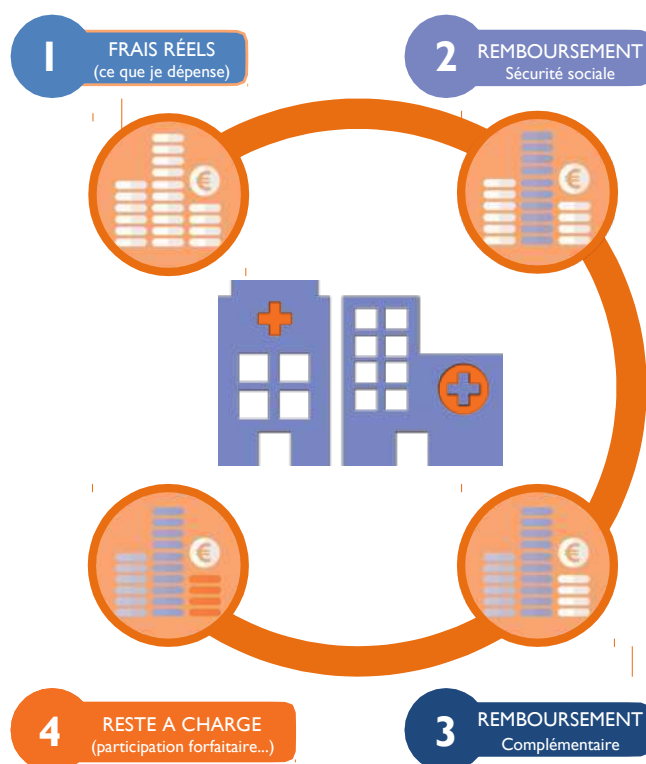 1
FRAIS RÉELS
(ce que je dépense)
2
REMBOURSEMENT
Sécurité sociale
€
€
€
€
4
RESTE A CHARGE
(participation forfaitaire...)
3
REMBOURSEMENT
Complémentaire